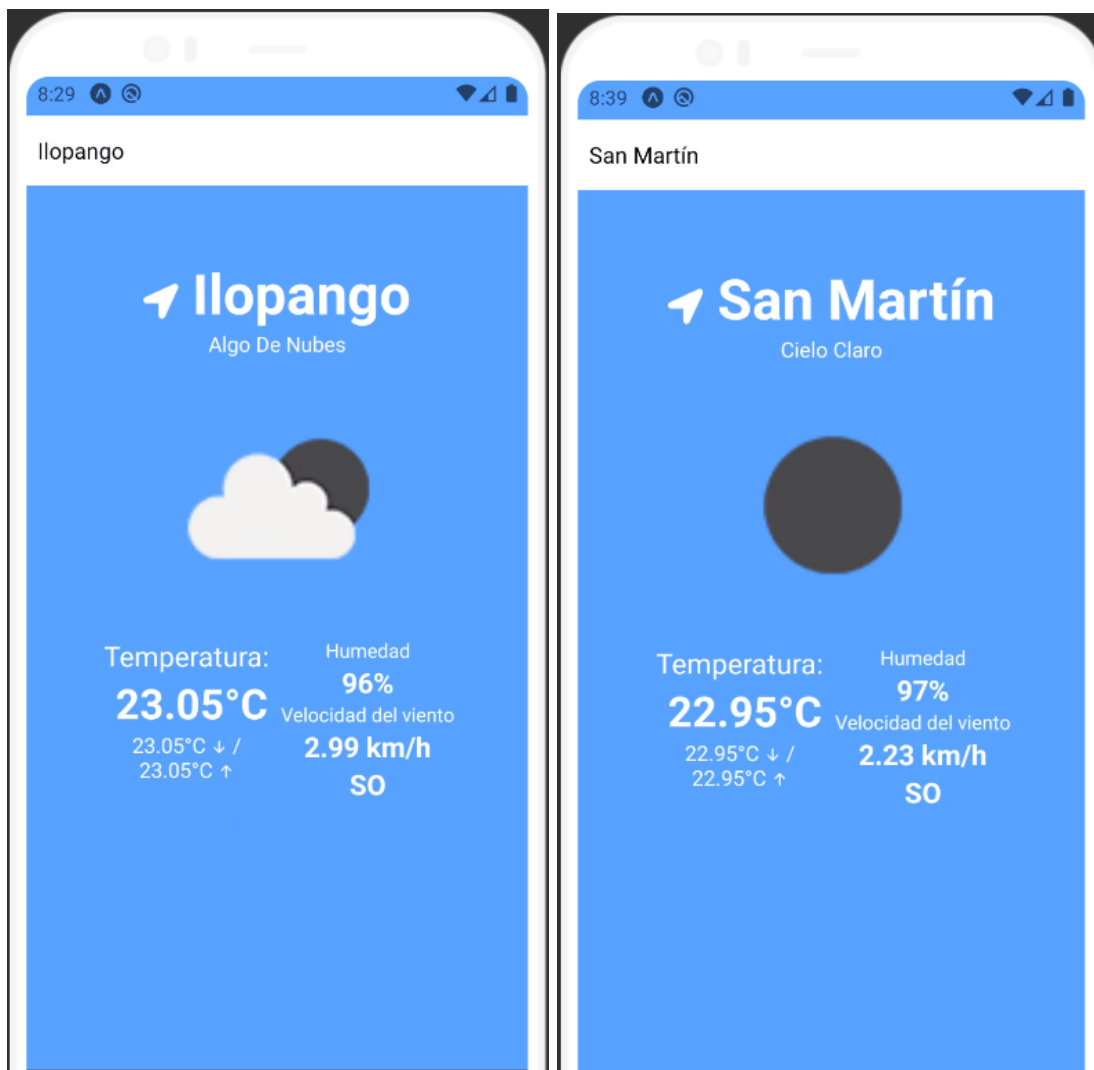 8:29
Ilopango
Ilopango
Algo De Nubes
Temperatura:
23.05°C
23.05°C ↓ /
23.05°C ↑
Humedad
96%
Velocidad del viento
2.99 km/h
SO
8:39
San Martín
San Martín
Cielo Claro
Temperatura:
22.95°C
22.95°C ↓ /
22.95°C ↑
Humedad
97%
Velocidad del viento
2.23 km/h
SO